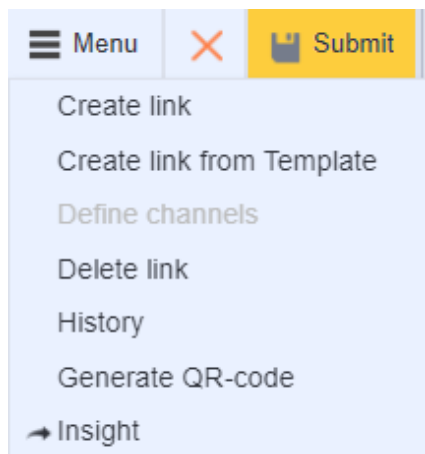 Menu Submit
Create link
Create link from Template
Define channels
Delete link
History
Generate QR-code
Insight